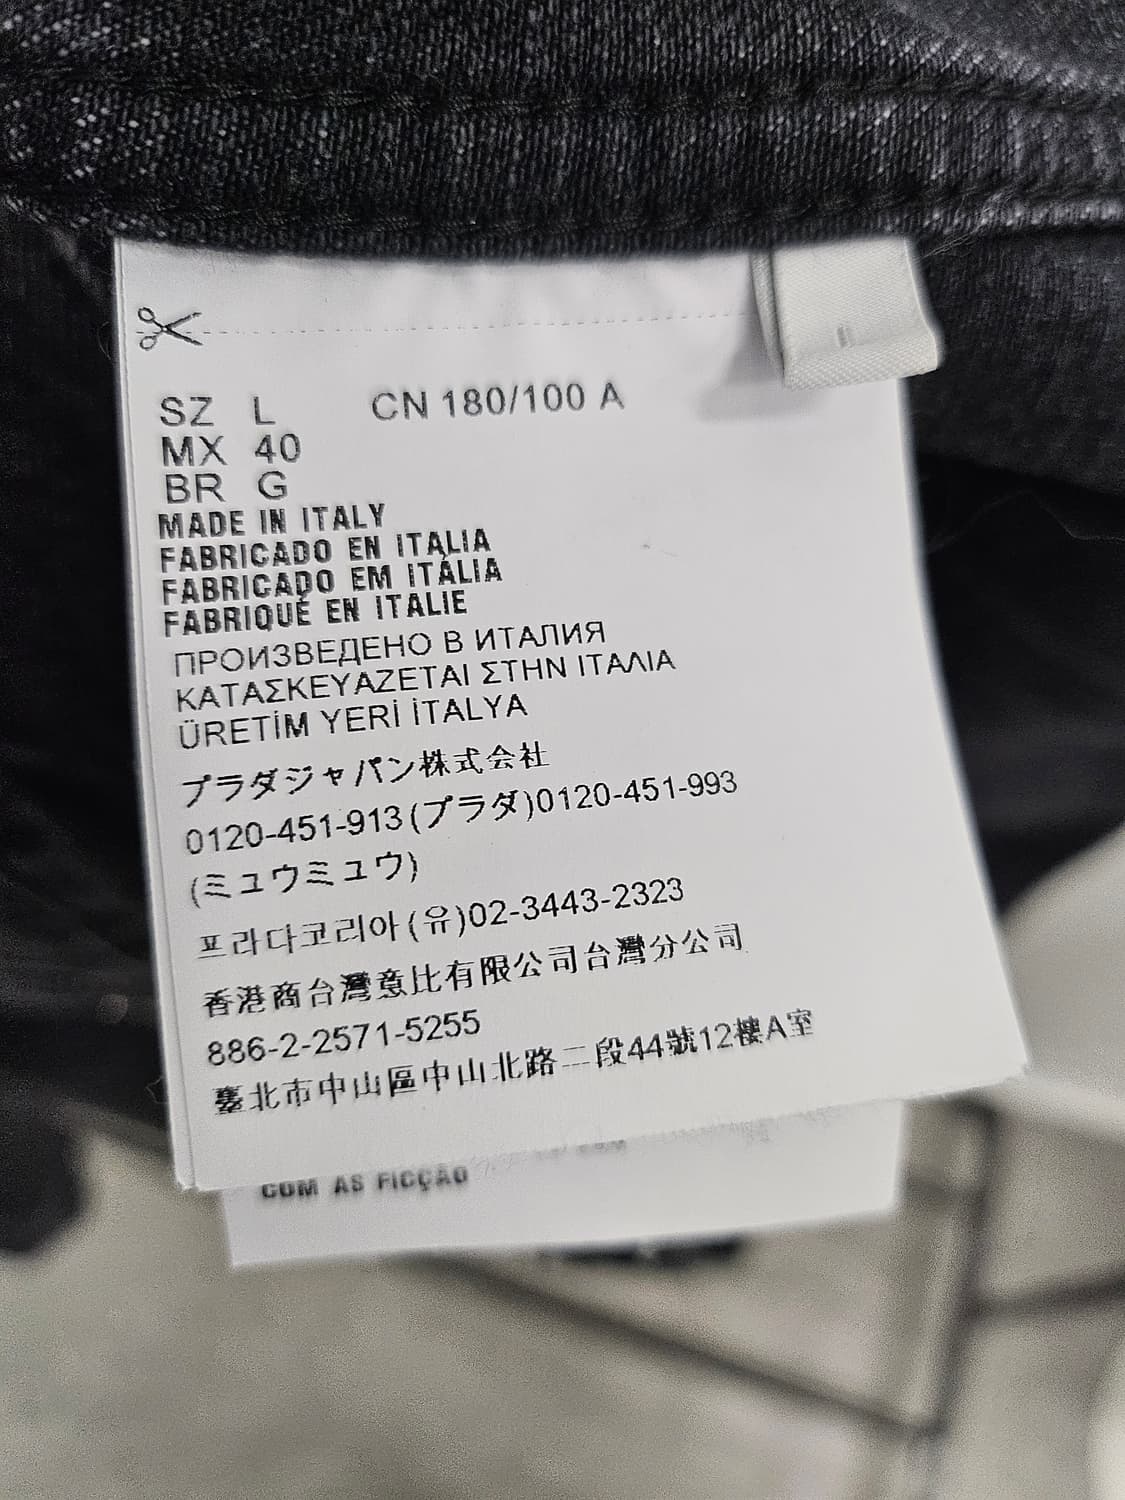 SZ L CN 180/100 A
MX 40
BR G
MADE IN ITALY
FABRICADO EN ITALIA
FABRICADO EM ITÁLIA
FABRIQUÉ EN ITALIE
ПРОИЗВЕДЕНО В ИТАЛИЯ
ΚΑΤΑΣΚΕΥΑΖΕΤΑΙ ΣΤΗΝ ΙΤΑΛΙΑ
ÜRETİM YERİ İTALYA
プラダジャパン株式会社
0120-451-913(プラダ)0120-451-993
(ミュウミュウ)
프라다코리아(유)02-3443-2323
香港商台灣意比有限公司台灣分公司
886-2-2571-5255
臺北市中山區中山北路二段44號12樓A室
COM AS FICÇÃO